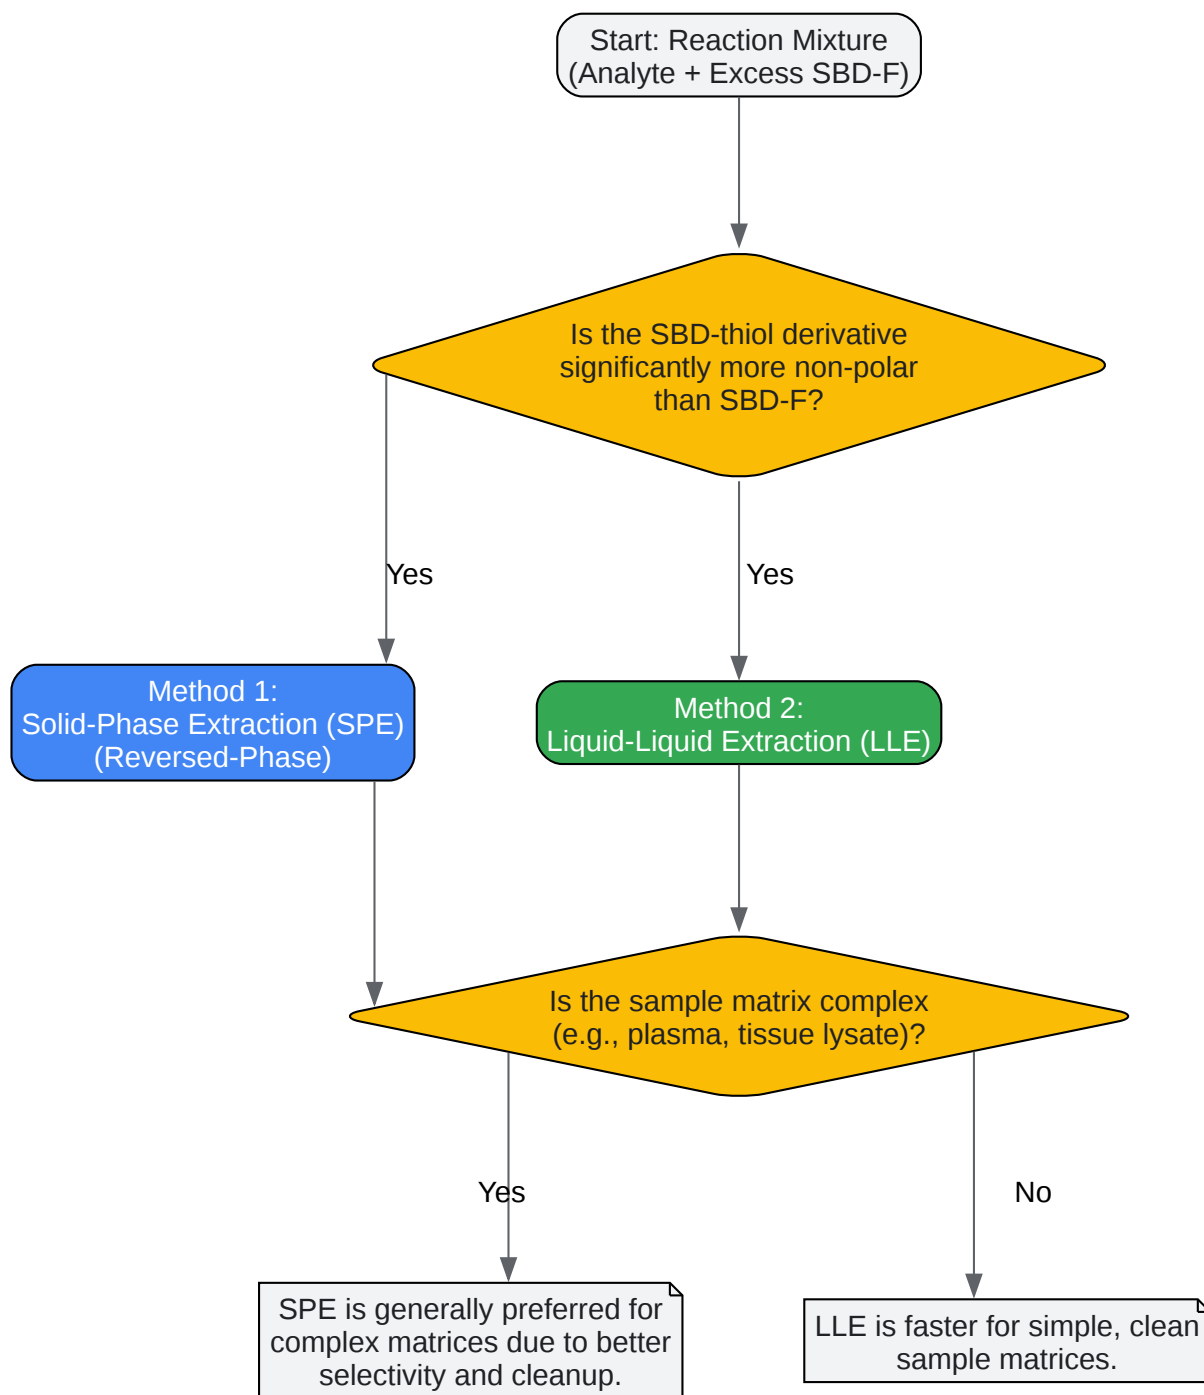 Start: Reaction Mixture
(Analyte + Excess SBD-F)
Is the SBD-thiol derivative
significantly more non-polar
than SBD-F?
Yes
Yes
Method 1:
Solid-Phase Extraction (SPE)
(Reversed-Phase)
Method 2:
Liquid-Liquid Extraction (LLE)
Is the sample matrix complex
(e.g., plasma, tissue lysate)?
Yes
No
SPE is generally preferred for
complex matrices due to better
selectivity and cleanup.
LLE is faster for simple, clean
sample matrices.